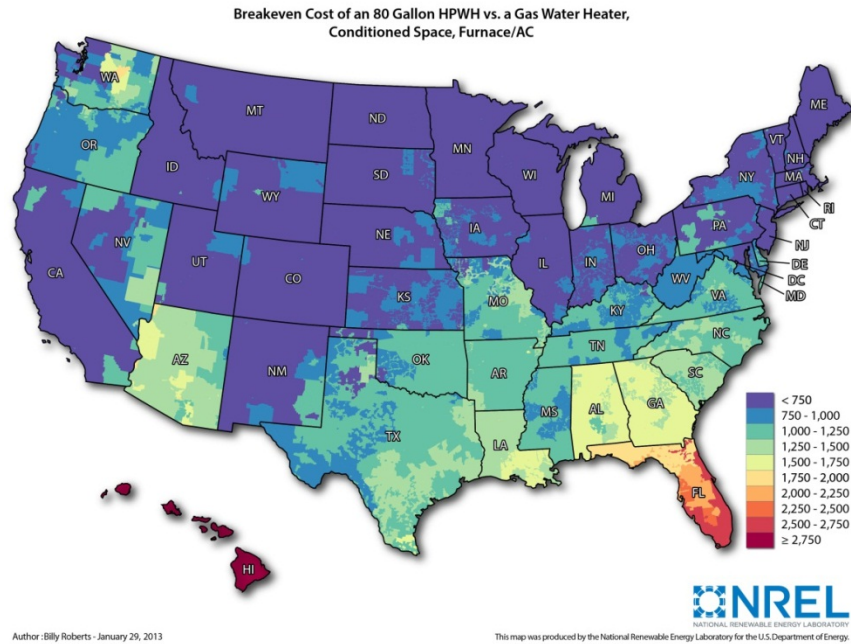 Breakeven Cost of an 80 Gallon HPWH vs. a Gas Water Heater,
Conditioned Space, Furnace/AC
WA
MT
ND
MN
ME
OR
ID
WY
SD
WI
MI
VT
NH
NY
MA
RI
CT
NV
UT
NE
IA
PA
NJ
CA
CO
IL
IN
OH
DE
KS
MO
WV
DC
KY
VA
MD
AZ
NM
OK
AR
TN
NC
TX
MS
AL
GA
SC
LA
FL
HI
< 750
750 - 1,000
1,000 - 1,250
1,250 - 1,500
1,500 - 1,750
1,750 - 2,000
2,000 - 2,250
2,250 - 2,500
2,500 - 2,750
≥ 2,750
NREL
NATIONAL RENEWABLE ENERGY LABORATORY
Author : Billy Roberts - January 29, 2013
This map was produced by the National Renewable Energy Laboratory for the U.S. Department of Energy.